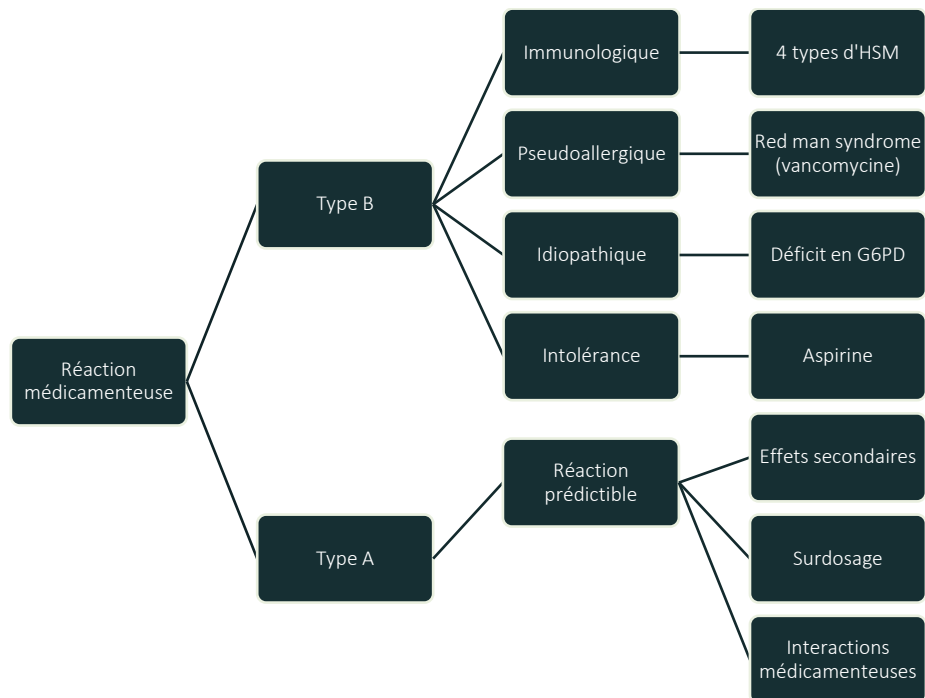 Immunologique
4 types d'HSM
Pseudoallergique
Red man syndrome
(vancomycine)
Type B
Idiopathique
Déficit en G6PD
Intolérance
Aspirine
Réaction
médicamenteuse
Réaction
prédictible
Effets secondaires
Type A
Surdosage
Interactions
médicamenteuses